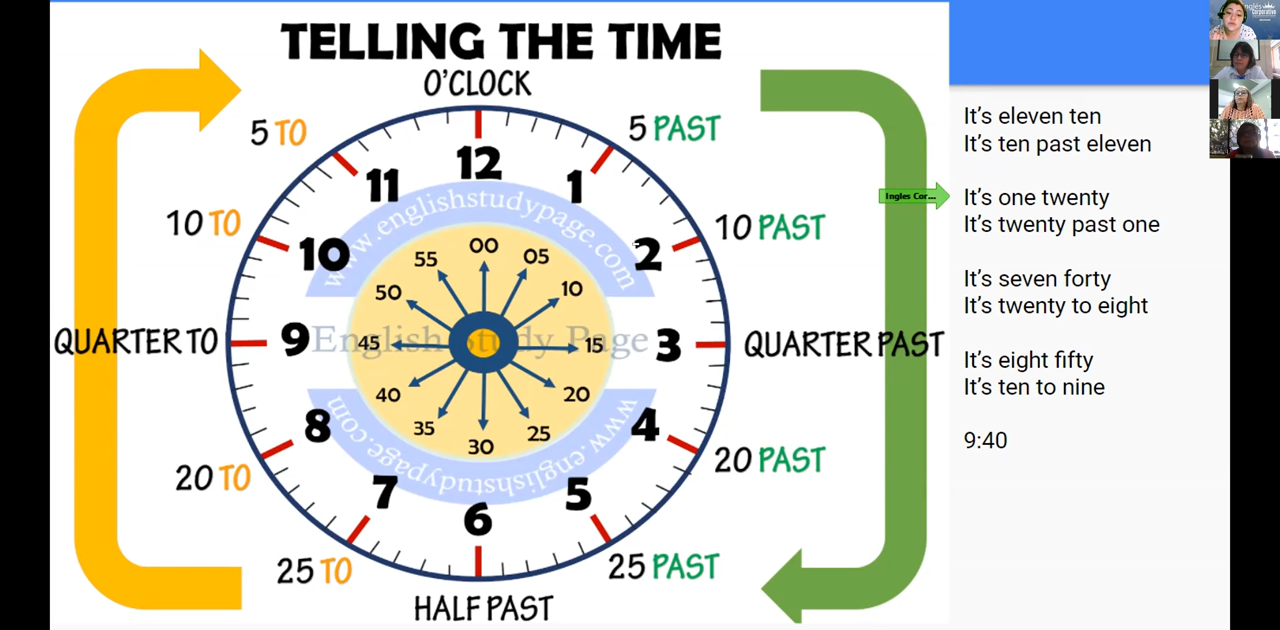 TELLING THE TIME
O'CLOCK
5 TO
5 PAST
12
11
1
10 TO
10 PAST
10
2
00
55
05
50
10
QUARTER TO
9
45
15
3
QUARTER PAST
40
20
35
25
30
8
4
20 TO
20 PAST
7
5
6
25 TO
25 PAST
HALF PAST
www.englishstudypage.com
English Study Page
www.englishstudypage.com
Ingles Cor...
It's eleven ten
It's ten past eleven
It's one twenty
It's twenty past one
It's seven forty
It's twenty to eight
It's eight fifty
It's ten to nine
9:40
Inglés
Corporativo